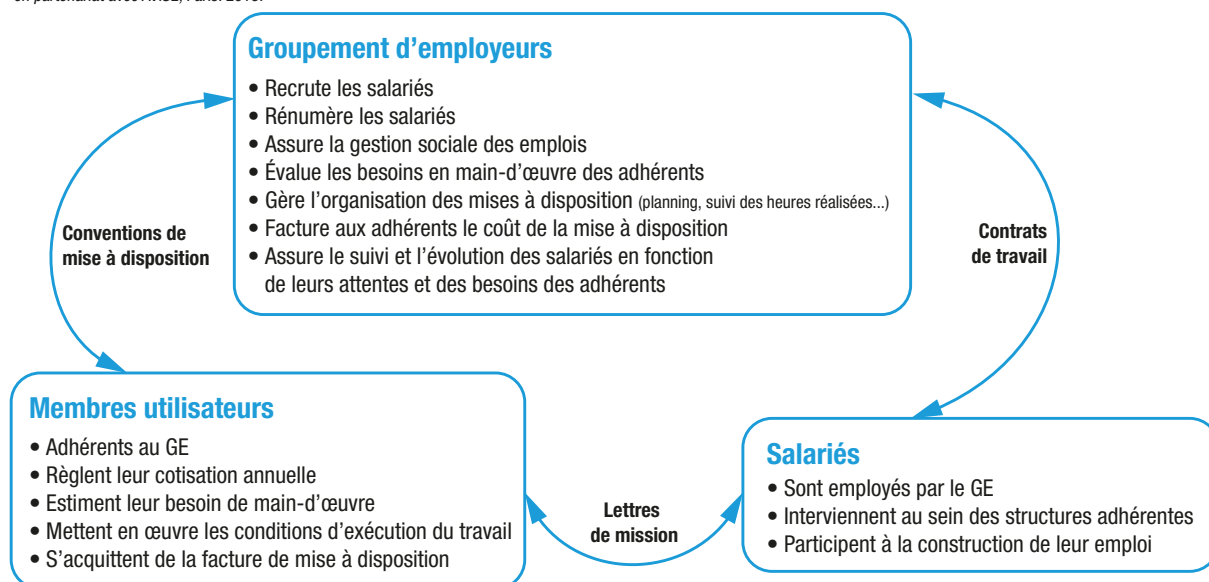 Groupement d’employeurs
• Recrute les salariés
• Rénumère les salariés
• Assure la gestion sociale des emplois
• Évalue les besoins en main-d’œuvre des adhérents
• Gère l’organisation des mises à disposition (planning, suivi des heures réalisées...)
• Facture aux adhérents le coût de la mise à disposition
• Assure le suivi et l’évolution des salariés en fonction
de leurs attentes et des besoins des adhérents
Conventions de
mise à disposition
Contrats
de travail
Membres utilisateurs
• Adhérents au GE
• Règlent leur cotisation annuelle
• Estiment leur besoin de main-d’œuvre
• Mettent en œuvre les conditions d’exécution du travail
• S’acquittent de la facture de mise à disposition
Lettres
de mission
Salariés
• Sont employés par le GE
• Interviennent au sein des structures adhérentes
• Participent à la construction de leur emploi